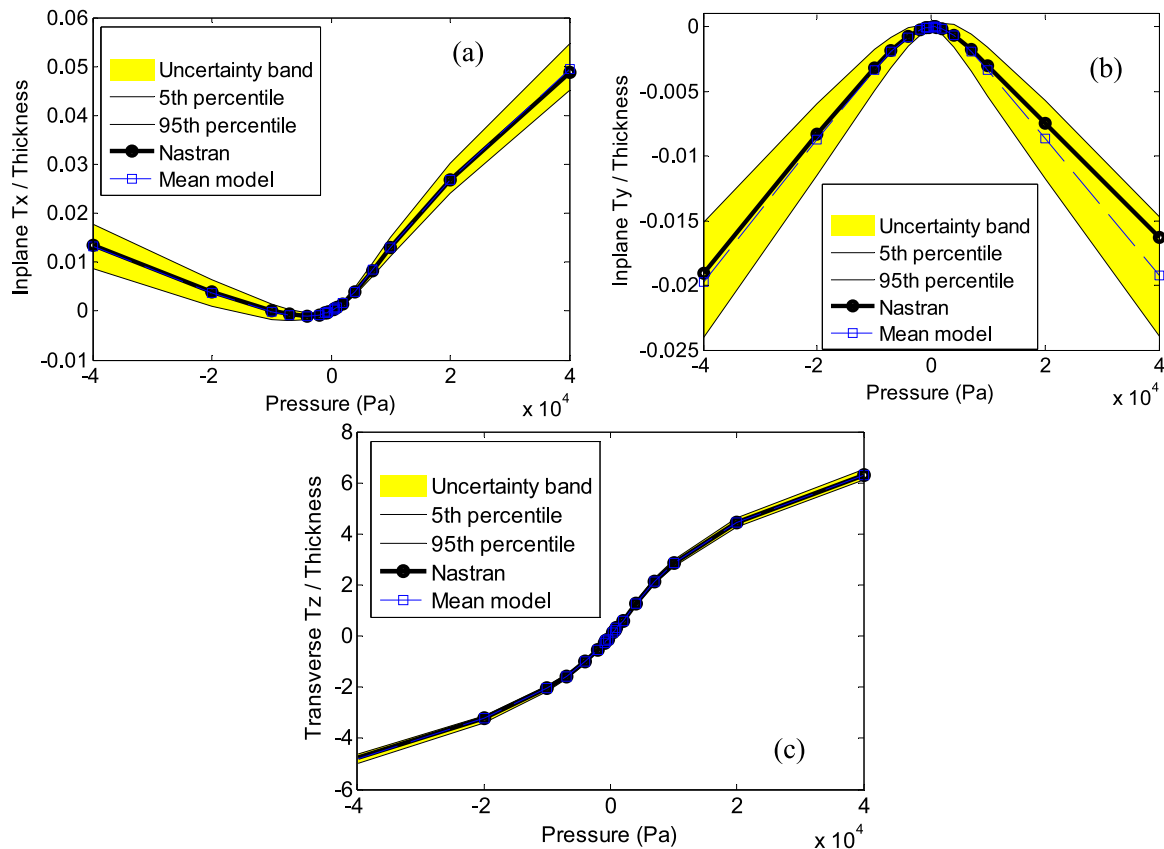 0.06
0.05
0.04
0.03
0.02
0.01
0
-0.01
Inplane Tx / Thickness
Uncertainty band
5th percentile
95th percentile
Nastran
Mean model
(a)
-4
-2
0
2
4
Pressure (Pa)
x 10^4
0
-0.005
-0.01
-0.015
-0.02
-0.025
Inplane Ty / Thickness
(b)
Uncertainty band
5th percentile
95th percentile
Nastran
Mean model
-4
-2
0
2
4
Pressure (Pa)
x 10^4
8
6
4
2
0
-2
-4
-6
Transverse Tz / Thickness
Uncertainty band
5th percentile
95th percentile
Nastran
Mean model
(c)
-4
-2
0
2
4
Pressure (Pa)
x 10^4